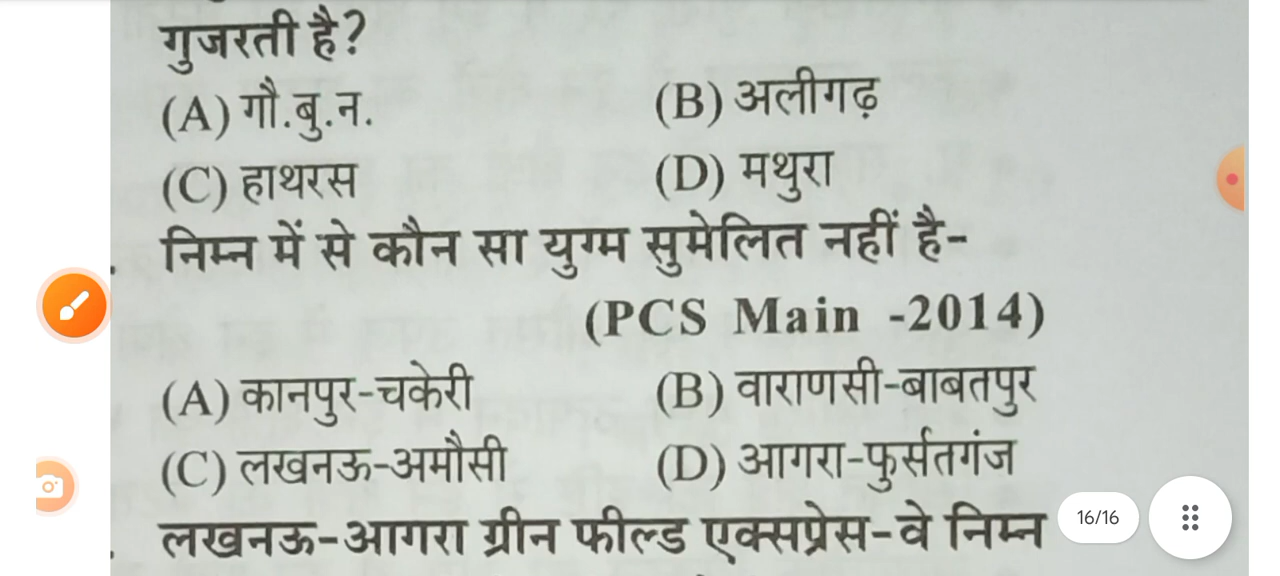 गुजरती है?
(A) गौ.बु.न. (B) अलीगढ़
(C) हाथरस (D) मथुरा
. निम्न में से कौन सा युग्म सुमेलित नहीं है-
(PCS Main -2014)
(A) कानपुर-चकेरी (B) वाराणसी-बाबतपुर
(C) लखनऊ-अमौसी (D) आगरा-फुर्सतगंज
. लखनऊ-आगरा ग्रीन फील्ड एक्सप्रेस-वे निम्न
16/16